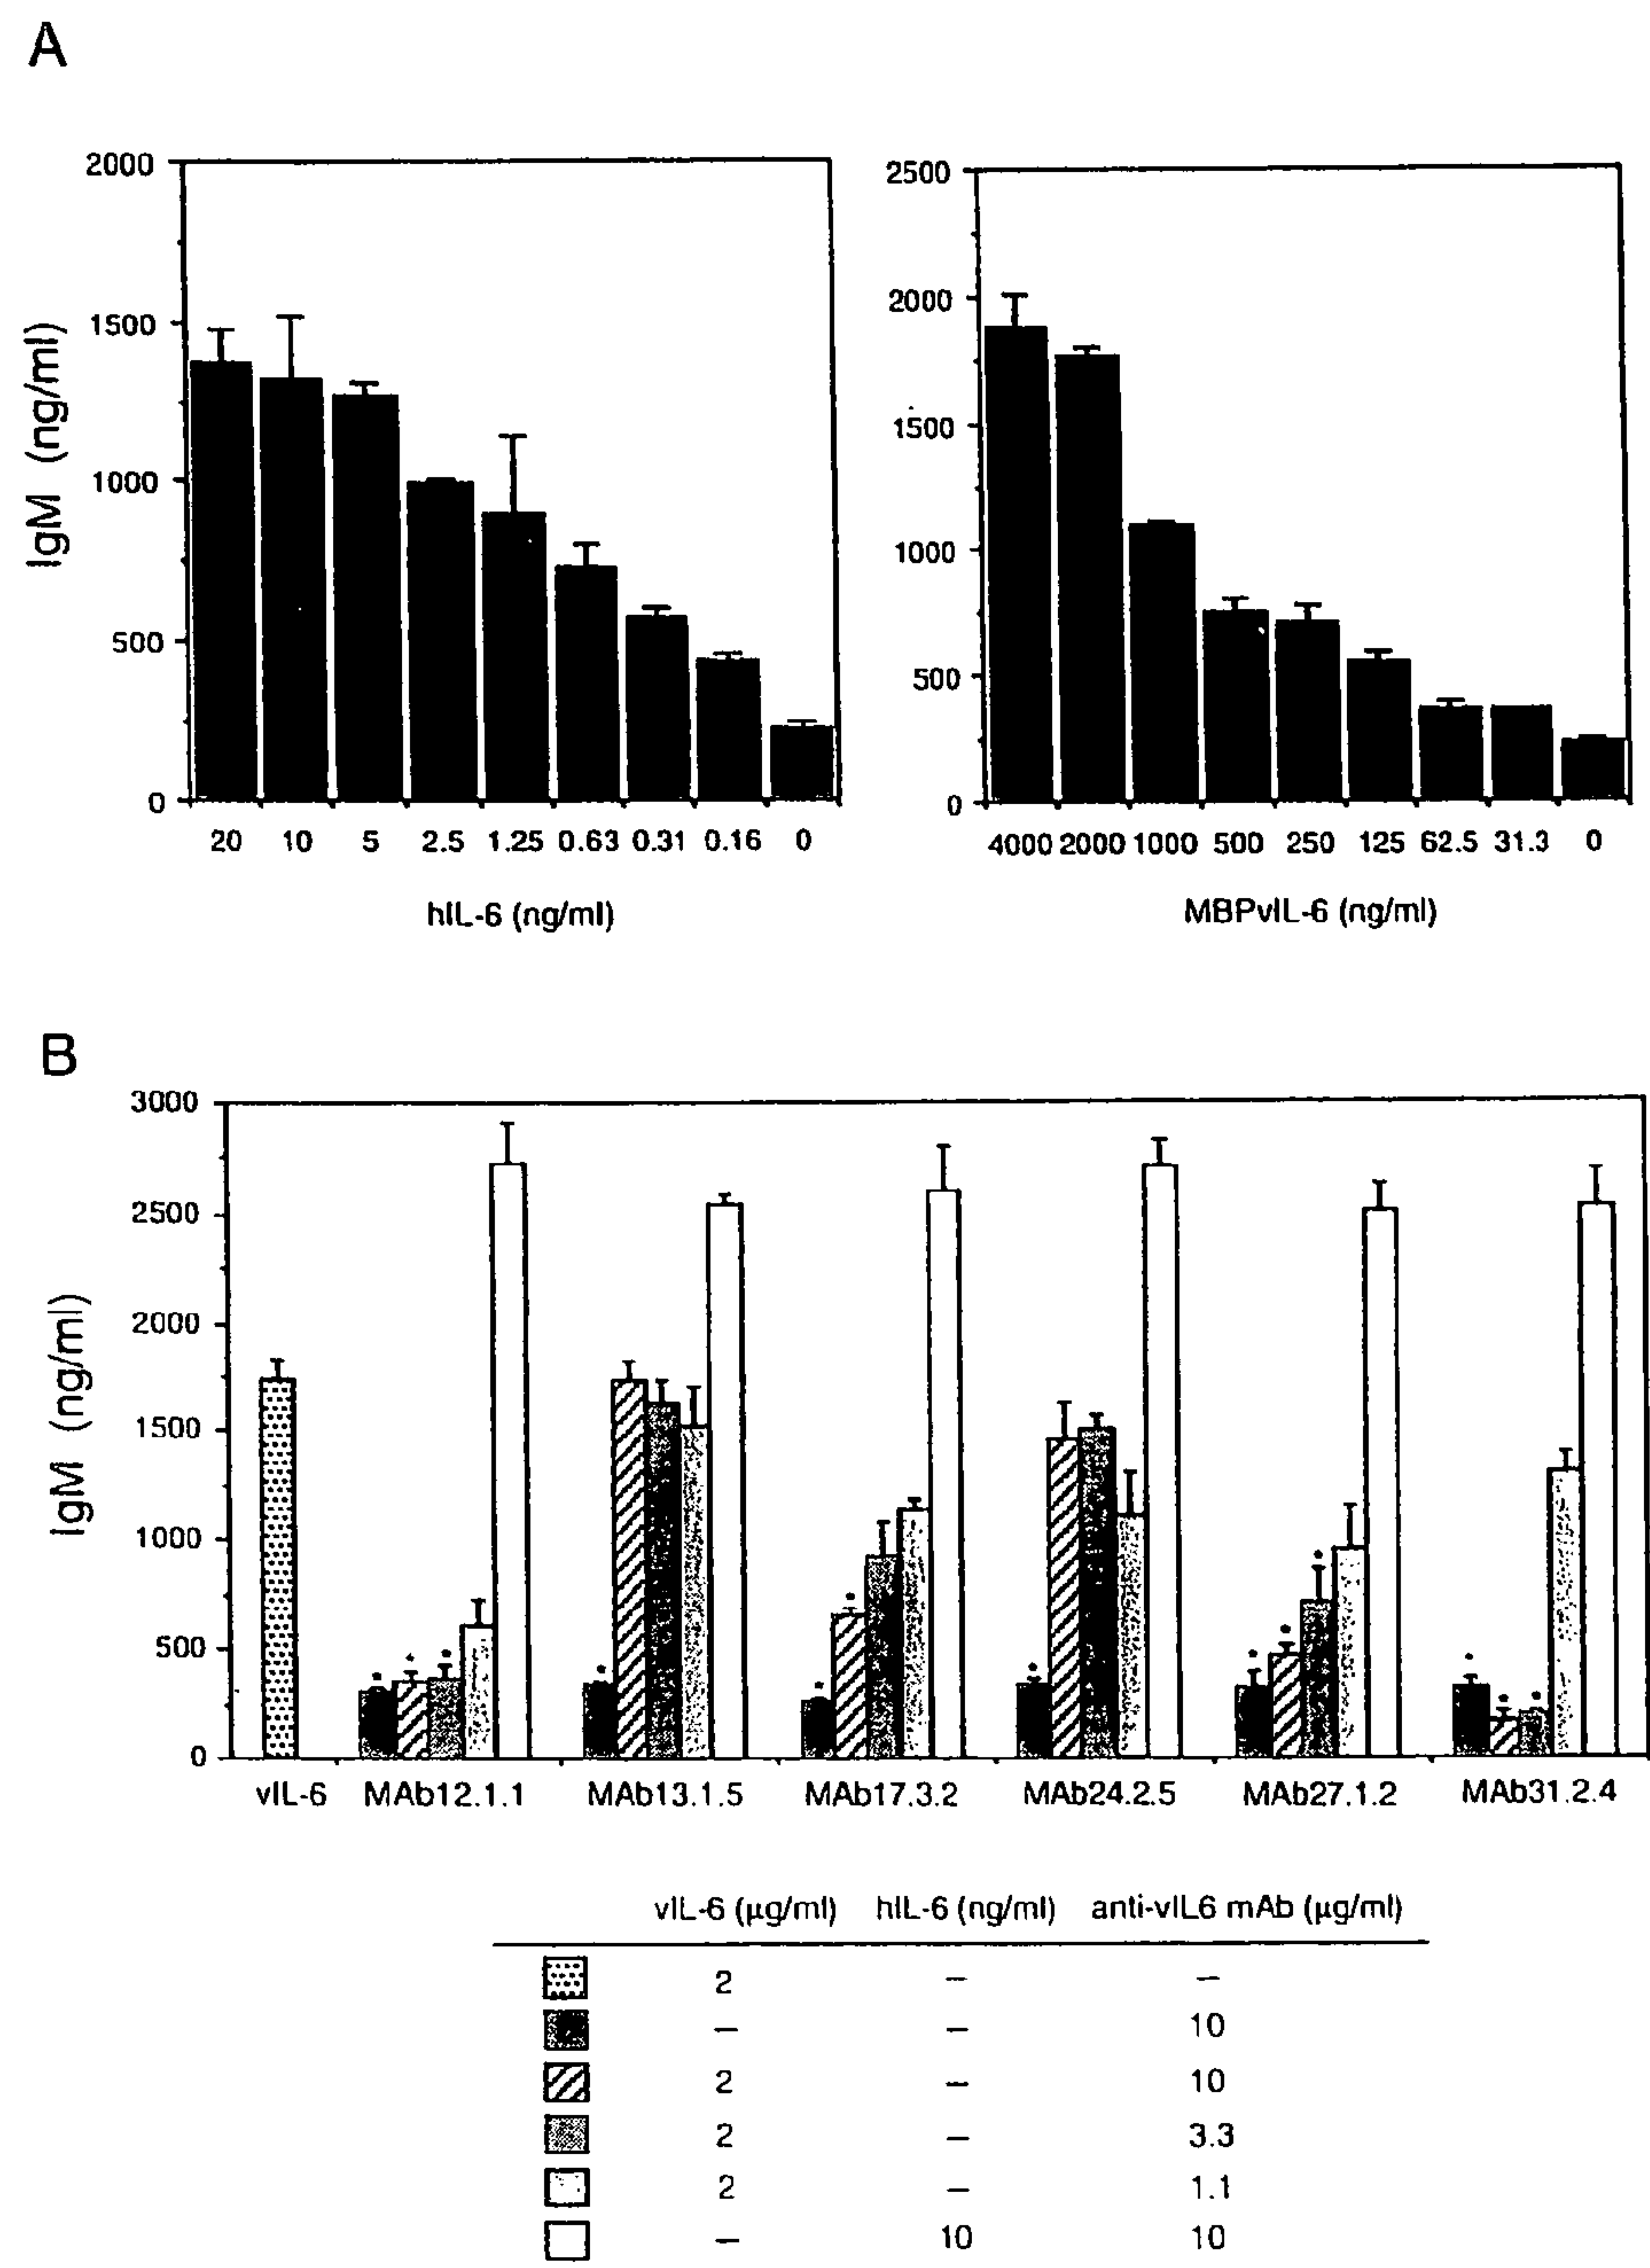 A
IgM (ng/ml)
2000
1500
1000
500
0
20 10 5 2.5 1.25 0.63 0.31 0.16 0
hIL-6 (ng/ml)
2500
2000
1500
1000
500
0
4000 2000 1000 500 250 125 62.5 31.3 0
MBPvIL-6 (ng/ml)
B
IgM (ng/ml)
3000
2500
2000
1500
1000
500
0
vIL-6 MAb12.1.1 MAb13.1.5 MAb17.3.2 MAb24.2.5 MAb27.1.2 MAb31.2.4
vIL-6 (µg/ml) hIL-6 (ng/ml) anti-vIL6 mAb (µg/ml)
2 – –
– – 10
2 – 10
2 – 3.3
2 – 1.1
– 10 10